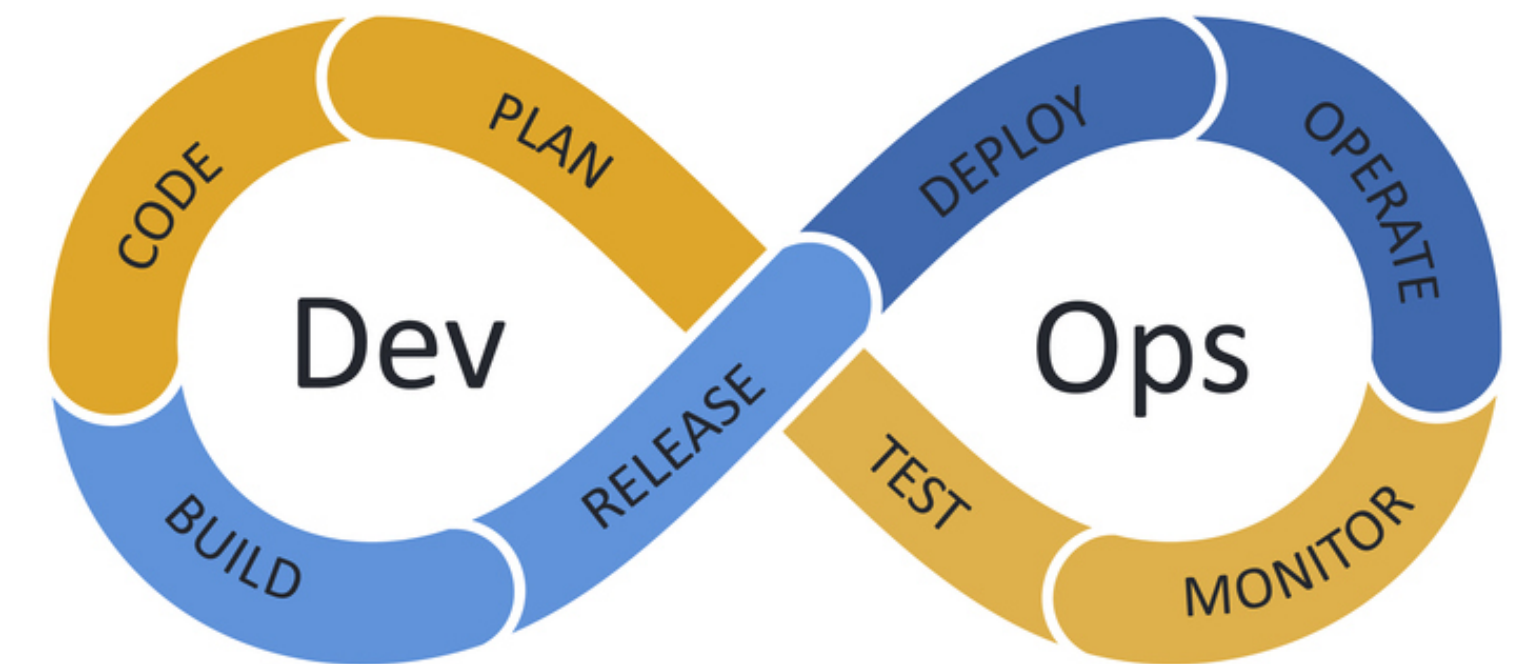 PLAN
CODE
BUILD
RELEASE
DEPLOY
OPERATE
MONITOR
TEST
Dev
Ops